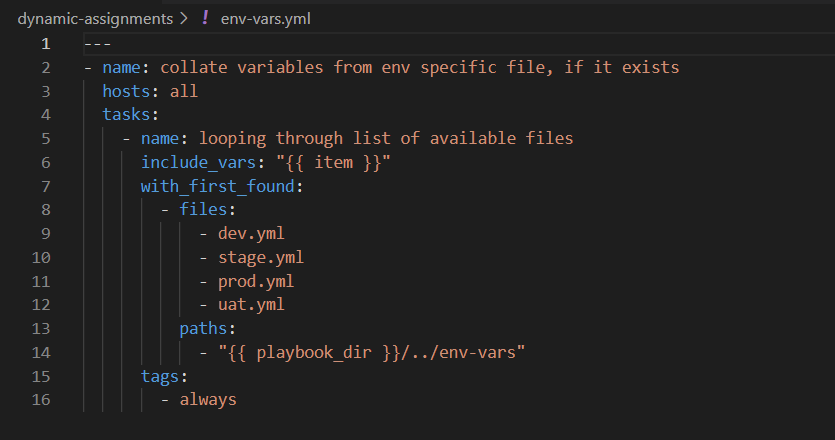 dynamic-assignments > ! env-vars.yml
1 ---
2 - name: collate variables from env specific file, if it exists
3   hosts: all
4   tasks:
5     - name: looping through list of available files
6       include_vars: "{{ item }}"
7       with_first_found:
8         - files:
9             - dev.yml
10             - stage.yml
11             - prod.yml
12             - uat.yml
13           paths:
14             - "{{ playbook_dir }}/../env-vars"
15       tags:
16         - always